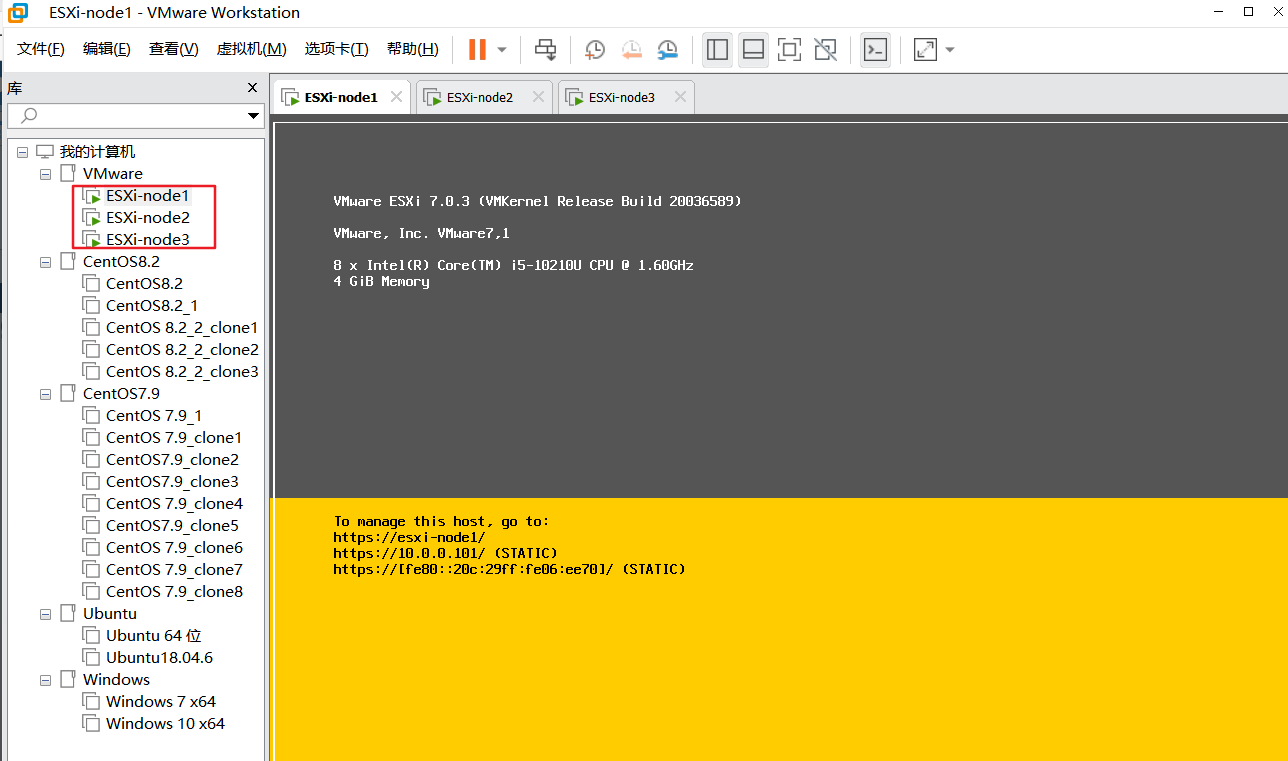 ESXi-node1 - VMware Workstation
文件(F) 编辑(E) 查看(V) 虚拟机(M) 选项卡(T) 帮助(H)
库
ESXi-node1 ESXi-node2 ESXi-node3
我的计算机
VMware
ESXi-node1
ESXi-node2
ESXi-node3
CentOS8.2
CentOS8.2
CentOS8.2_1
CentOS 8.2_2_clone1
CentOS 8.2_2_clone2
CentOS 8.2_2_clone3
CentOS7.9
CentOS 7.9_1
CentOS 7.9_clone1
CentOS7.9_clone2
CentOS7.9_clone3
CentOS 7.9_clone4
CentOS7.9_clone5
CentOS 7.9_clone6
CentOS 7.9_clone7
CentOS 7.9_clone8
Ubuntu
Ubuntu 64 位
Ubuntu18.04.6
Windows
Windows 7 x64
Windows 10 x64
VMware ESXi 7.0.3 (VMKernel Release Build 20036589)
VMware, Inc. VMware7,1
8 x Intel(R) Core(TM) i5-10210U CPU @ 1.60GHz
4 GiB Memory
To manage this host, go to:
https://esxi-node1/
https://10.0.0.101/ (STATIC)
https://[fe80::20c:29ff:fe06:ee70]/ (STATIC)